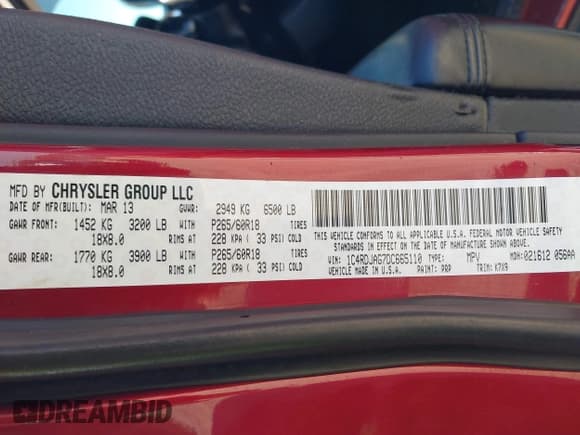 MFD BY CHRYSLER GROUP LLC
DATE OF MFR(BUILT): MAR 13 GVWR: 2949 KG 6500 LB
GAWR FRONT: 1452 KG 3200 LB P265/60R18 TIRES
18X8.0 RIMS AT 228 KPA ( 33 PSI) COLD
GAWR REAR: 1770 KG 3900 LB P265/60R18 TIRES
18X8.0 RIMS AT 228 KPA ( 33 PSI) COLD
THIS VEHICLE CONFORMS TO ALL APPLICABLE U.S.A. FEDERAL MOTOR VEHICLE SAFETY
STANDARDS IN EFFECT ON THE DATE OF MANUFACTURE SHOWN ABOVE.
VIN: 1C4RDJAG7DC665110 TYPE: MPV MDH:021612 056AA
VEHICLE MADE IN U.S.A. PAINT: PRP TRIM: K7X9
DREAMBID